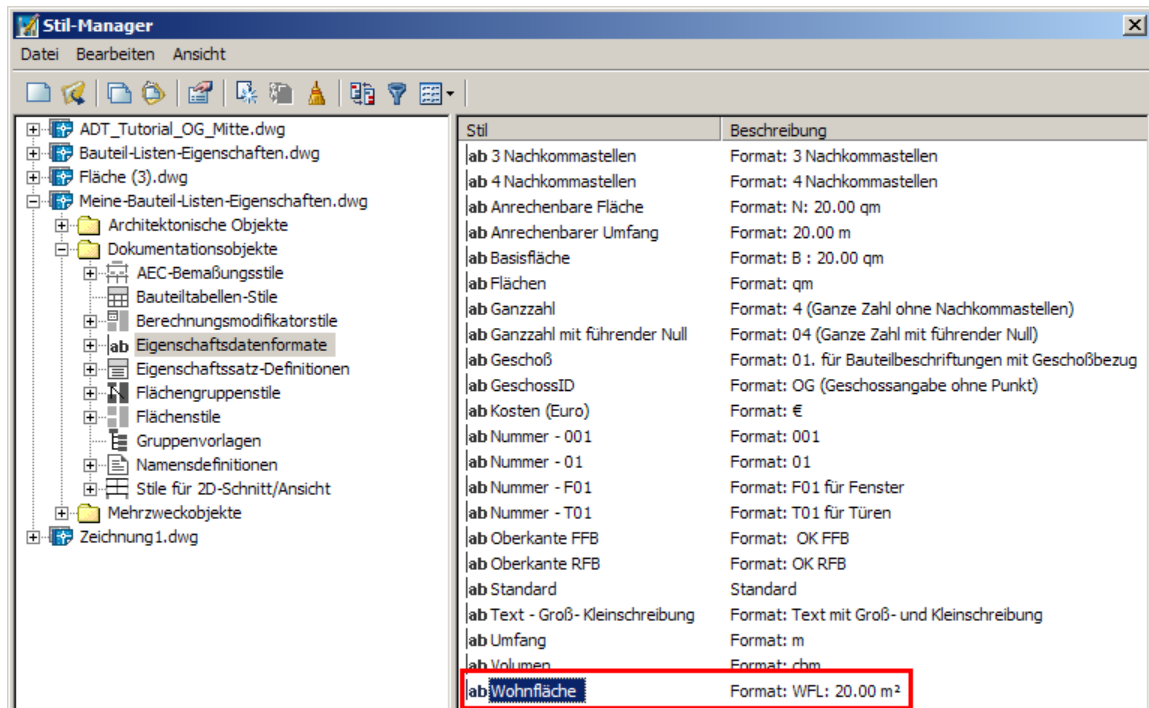 Stil-Manager
Datei Bearbeiten Ansicht
ADT_Tutorial_OG_Mitte.dwg
Bauteil-Listen-Eigenschaften.dwg
Fläche (3).dwg
Meine-Bauteil-Listen-Eigenschaften.dwg
Architektonische Objekte
Dokumentationsobjekte
AEC-Bemaßungsstile
Bauteiltabellen-Stile
Berechnungsmodifikatorstile
ab Eigenschaftsdatenformate
Eigenschaftssatz-Definitionen
Flächengruppenstile
Flächenstile
Gruppenvorlagen
Namensdefinitionen
Stile für 2D-Schnitt/Ansicht
Mehrzweckobjekte
Zeichnung1.dwg
Stil Beschreibung
ab 3 Nachkommastellen Format: 3 Nachkommastellen
ab 4 Nachkommastellen Format: 4 Nachkommastellen
ab Anrechenbare Fläche Format: N: 20.00 qm
ab Anrechenbarer Umfang Format: 20.00 m
ab Basisfläche Format: B : 20.00 qm
ab Flächen Format: qm
ab Ganzzahl Format: 4 (Ganze Zahl ohne Nachkommastellen)
ab Ganzzahl mit führender Null Format: 04 (Ganze Zahl mit führender Null)
ab Geschoß Format: 01. für Bauteilbeschriftungen mit Geschoßbezug
ab GeschossID Format: OG (Geschossangabe ohne Punkt)
ab Kosten (Euro) Format: €
ab Nummer - 001 Format: 001
ab Nummer - 01 Format: 01
ab Nummer - F01 Format: F01 für Fenster
ab Nummer - T01 Format: T01 für Türen
ab Oberkante FFB Format: OK FFB
ab Oberkante RFB Format: OK RFB
ab Standard Standard
ab Text - Groß- Kleinschreibung Format: Text mit Groß- und Kleinschreibung
ab Umfang Format: m
ab Volumen Format: cbm
ab Wohnfläche Format: WFL: 20.00 m²